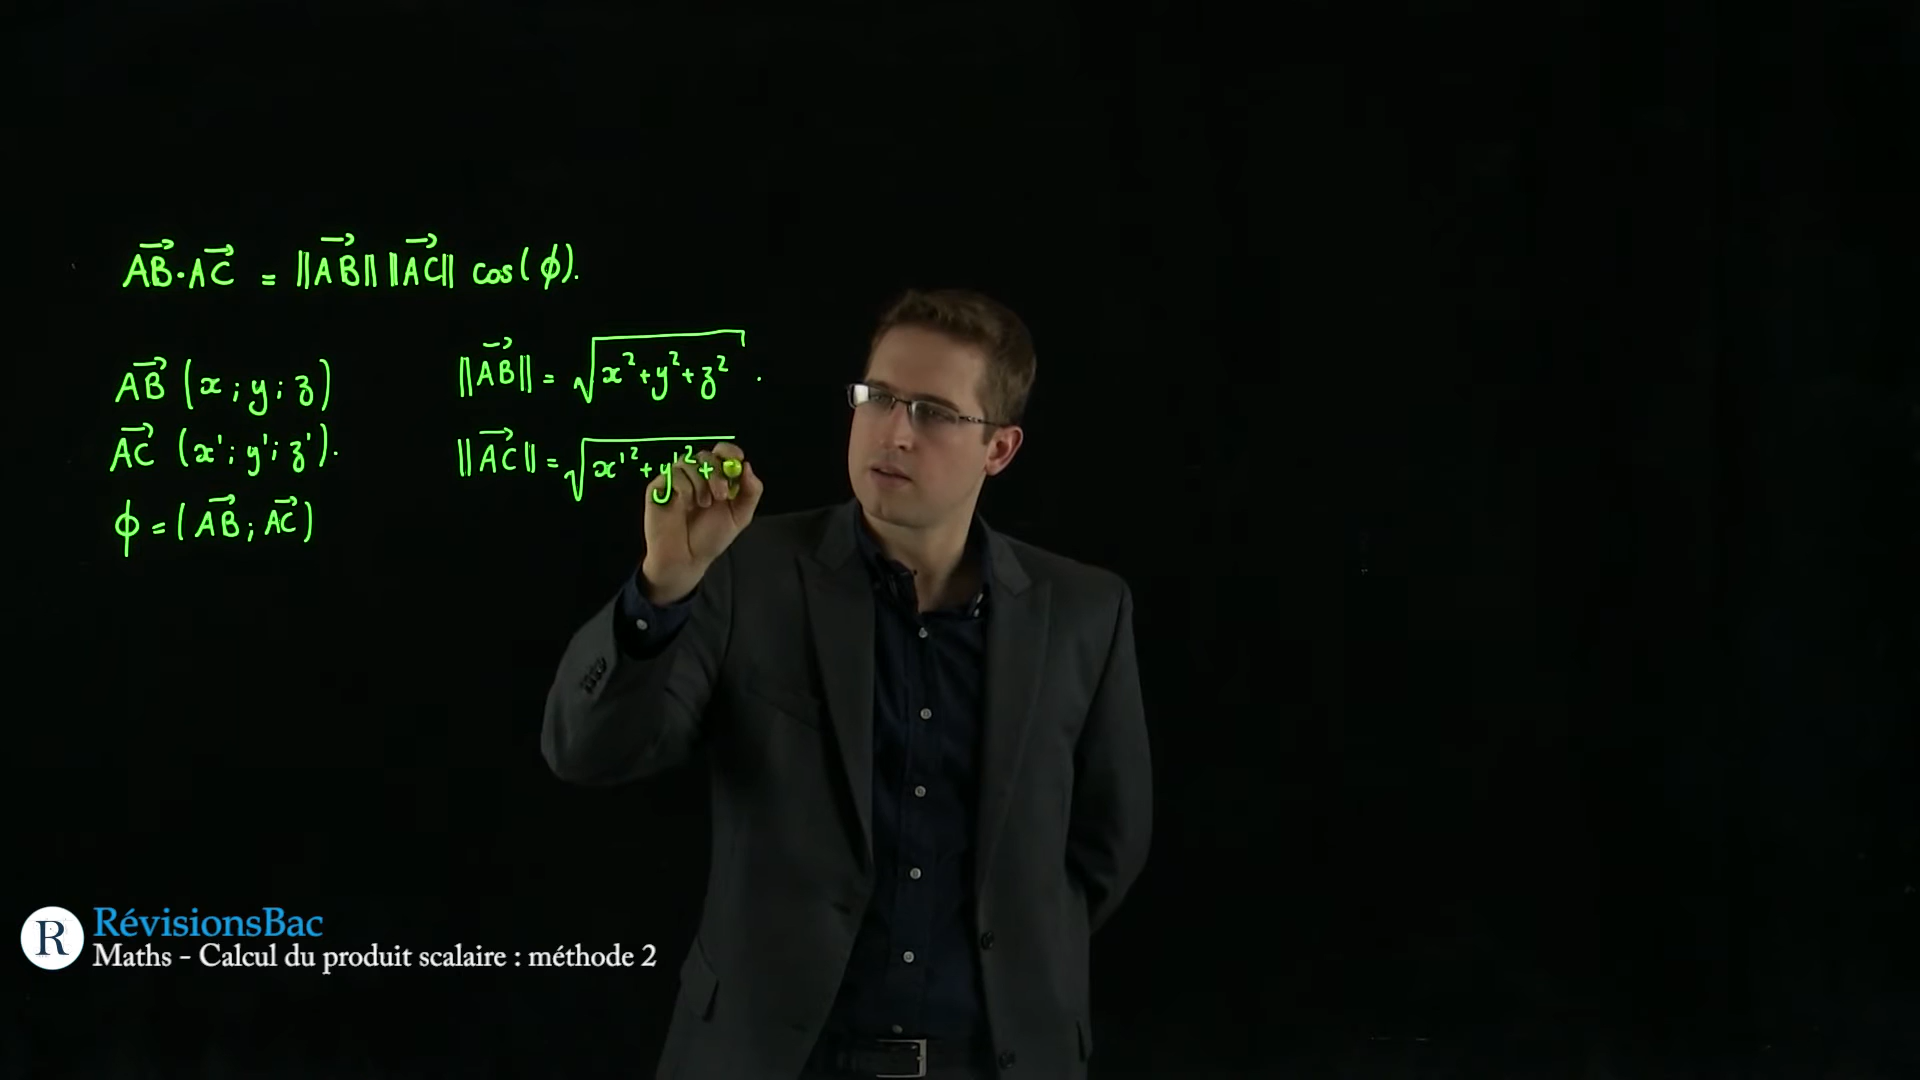 AB⃗·AC⃗ = ||AB⃗|| ||AC⃗|| cos(ϕ).
AB⃗ (x ; y ; z)
AC⃗ (x' ; y' ; z').
ϕ = (AB⃗ ; AC⃗)
||AB⃗|| = √(x² + y² + z²) .
||AC⃗|| = √(x'² + y'² +
R
RévisionsBac
Maths - Calcul du produit scalaire : méthode 2